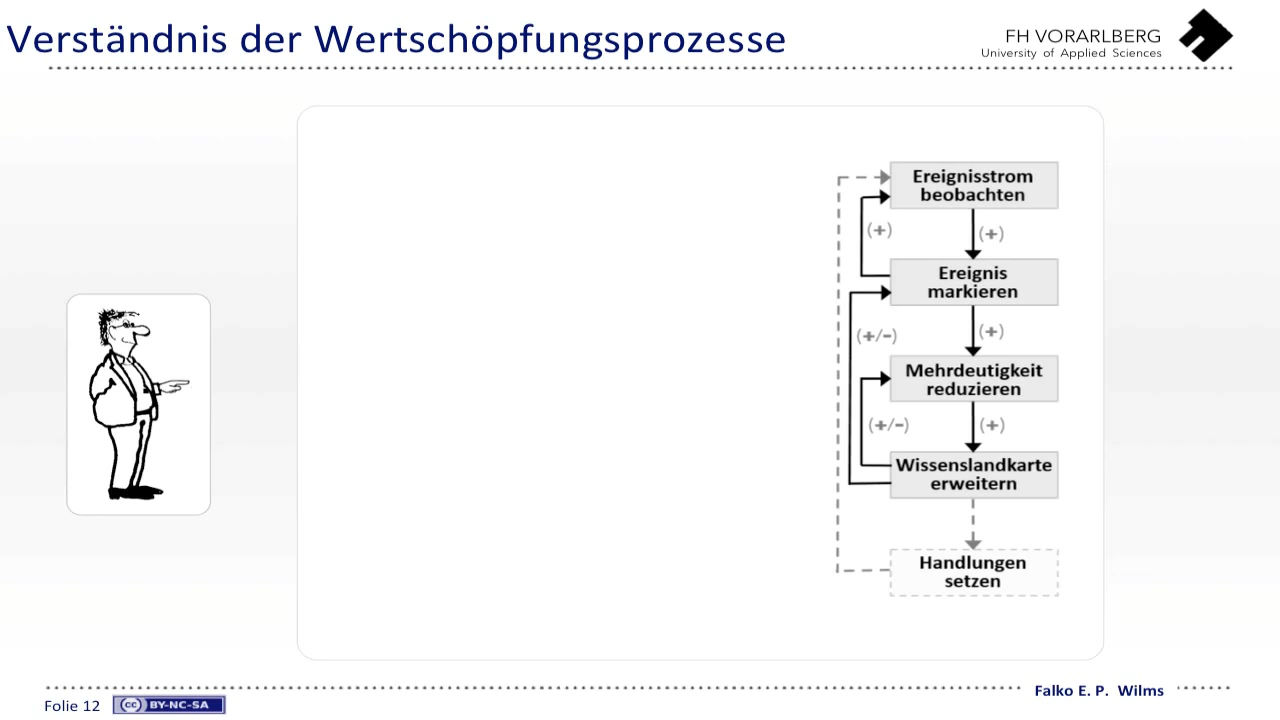 Verständnis der Wertschöpfungsprozesse
FH VORARLBERG
University of Applied Sciences
Ereignisstrom
beobachten
(+)
(+)
Ereignis
markieren
(+/–)
(+)
Mehrdeutigkeit
reduzieren
(+/–)
(+)
Wissenslandkarte
erweitern
Handlungen
setzen
Falko E. P. Wilms
Folie 12
cc BY-NC-SA